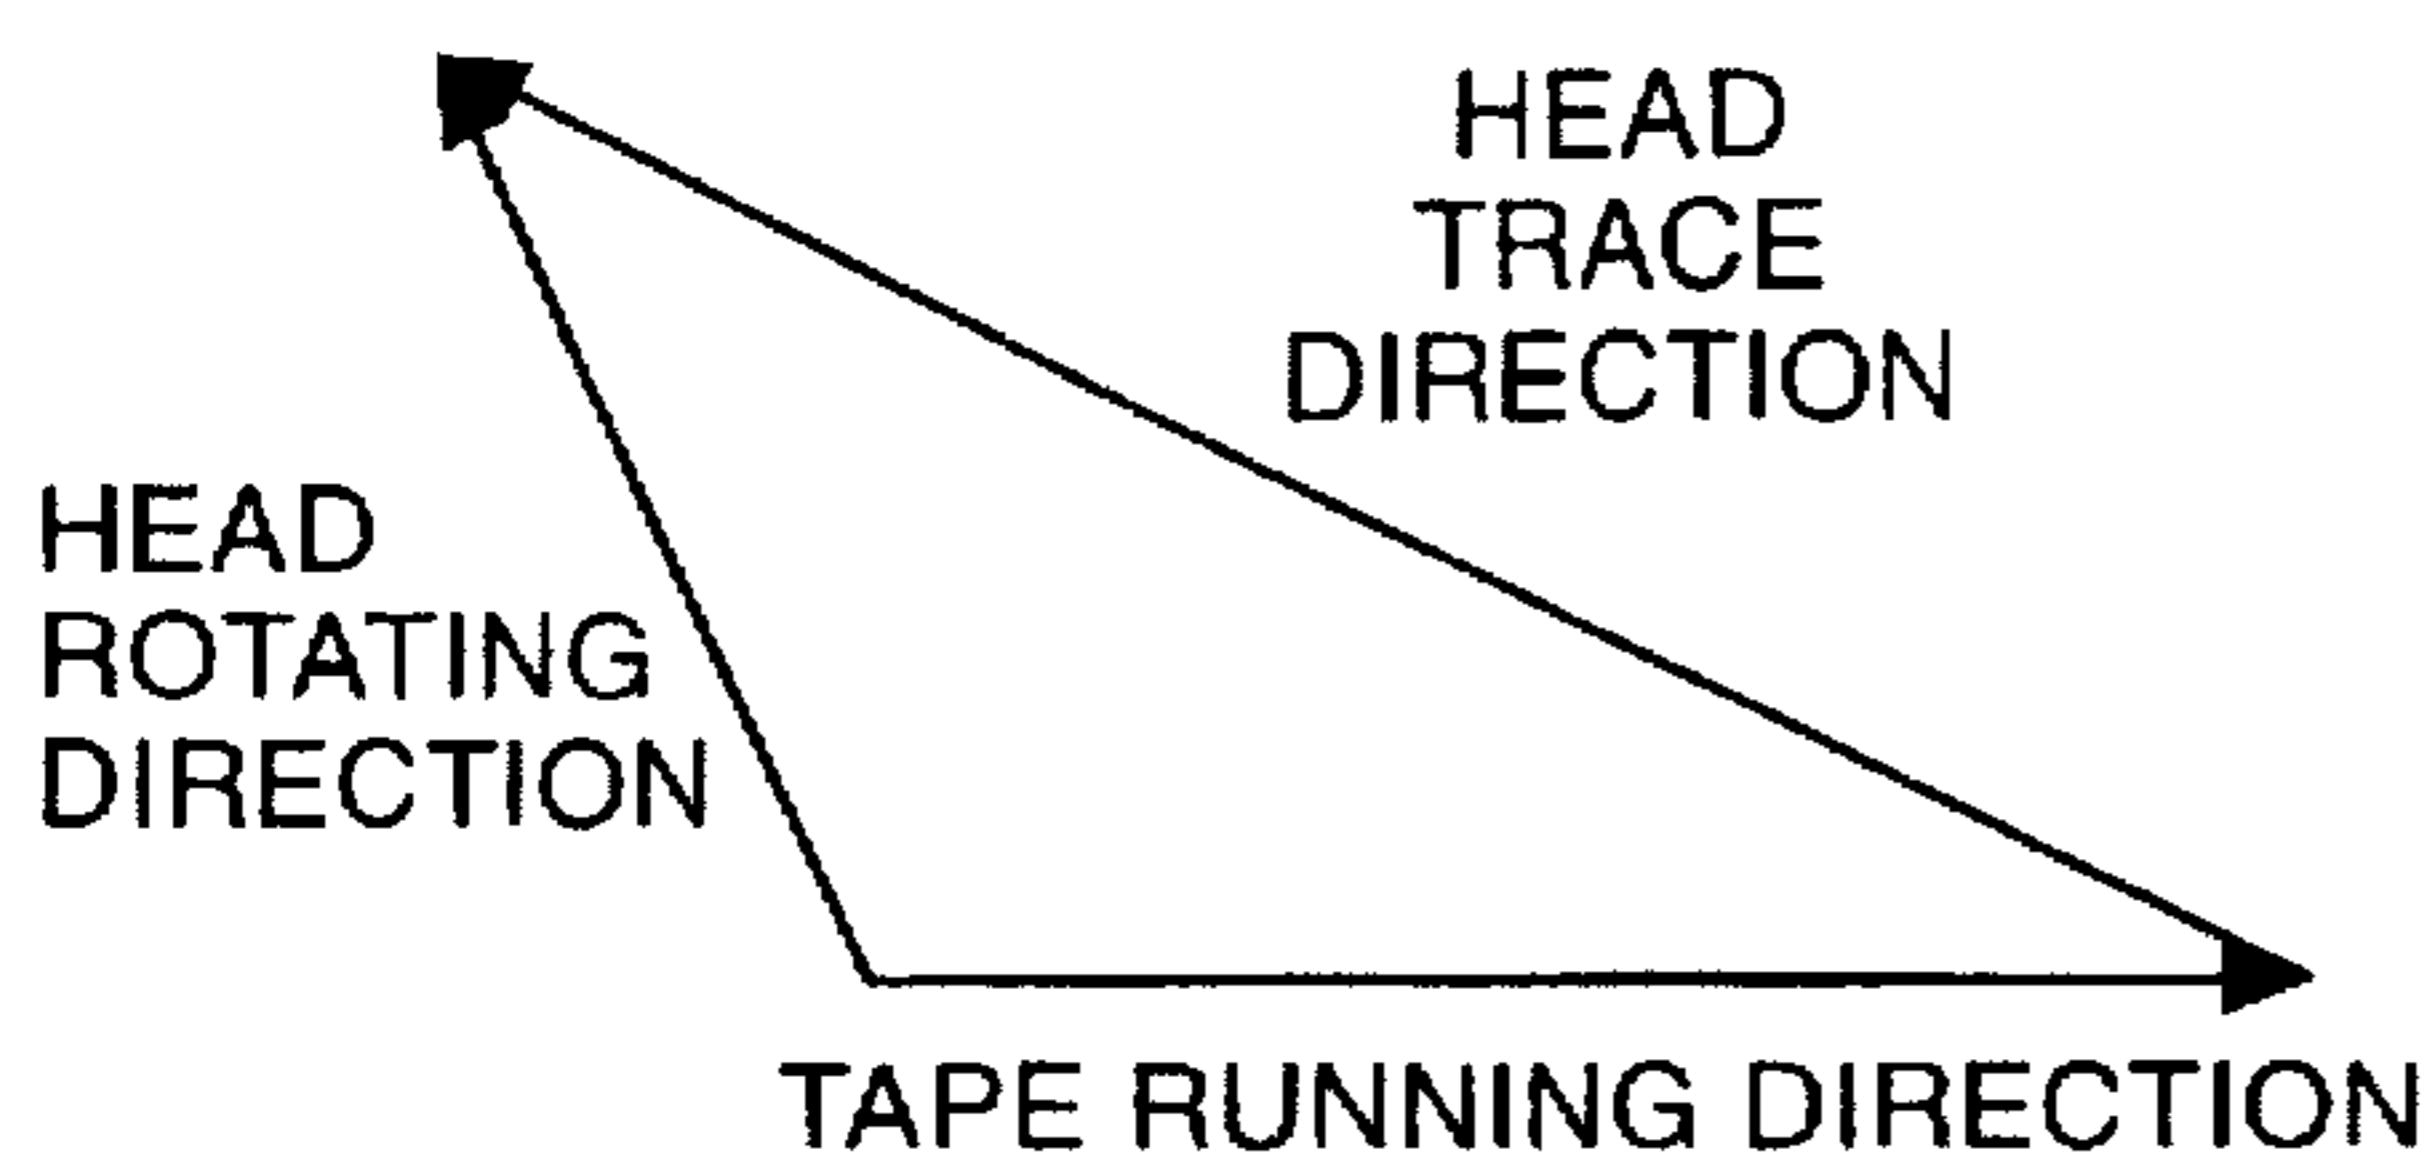 HEAD
TRACE
DIRECTION
HEAD
ROTATING
DIRECTION
TAPE RUNNING DIRECTION